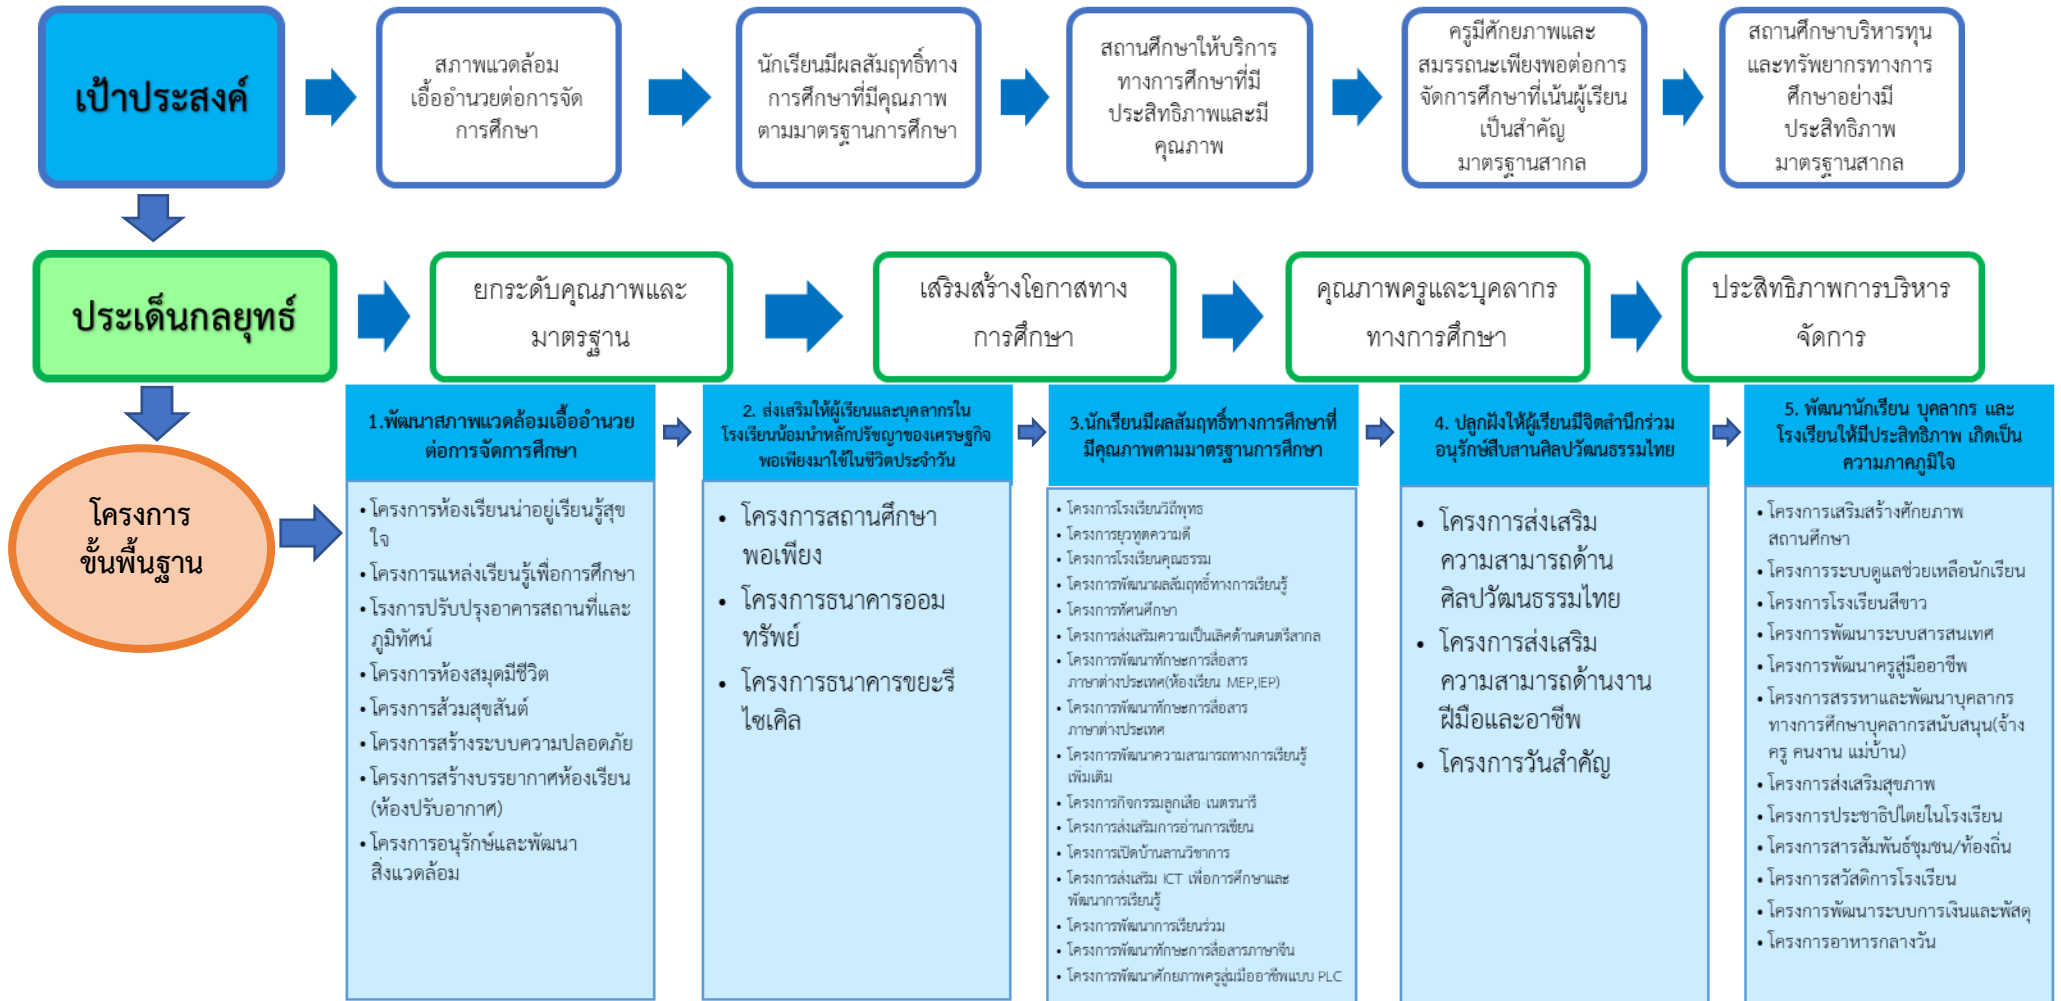 เป้าประสงค์
สภาพแวดล้อม
เอื้ออำนวยต่อการจัด
การศึกษา
นักเรียนมีผลสัมฤทธิ์ทาง
การศึกษาที่มีคุณภาพ
ตามมาตรฐานการศึกษา
สถานศึกษาให้บริการ
ทางการศึกษาที่มี
ประสิทธิภาพและมี
คุณภาพ
ครูมีศักยภาพและ
สมรรถนะเพียงพอต่อการ
จัดการศึกษาที่เน้นผู้เรียน
เป็นสำคัญ
มาตรฐานสากล
สถานศึกษาบริหารทุน
และทรัพยากรทางการ
ศึกษาอย่างมี
ประสิทธิภาพ
มาตรฐานสากล
ประเด็นกลยุทธ์
ยกระดับคุณภาพและ
มาตรฐาน
เสริมสร้างโอกาสทาง
การศึกษา
คุณภาพครูและบุคลากร
ทางการศึกษา
ประสิทธิภาพการบริหาร
จัดการ
โครงการ
ขั้นพื้นฐาน
1.พัฒนาสภาพแวดล้อมเอื้ออำนวย
ต่อการจัดการศึกษา
• โครงการห้องเรียนน่าอยู่เรียนรู้สุข
ใจ
• โครงการแหล่งเรียนรู้เพื่อการศึกษา
• โรงการปรับปรุงอาคารสถานที่และ
ภูมิทัศน์
• โครงการห้องสมุดมีชีวิต
• โครงการส้วมสุขสันต์
• โครงการสร้างระบบความปลอดภัย
• โครงการสร้างบรรยากาศห้องเรียน
(ห้องปรับอากาศ)
• โครงการอนุรักษ์และพัฒนา
สิ่งแวดล้อม
2. ส่งเสริมให้ผู้เรียนและบุคลากรใน
โรงเรียนน้อมนำหลักปรัชญาของเศรษฐกิจ
พอเพียงมาใช้ในชีวิตประจำวัน
• โครงการสถานศึกษา
พอเพียง
• โครงการธนาคารออม
ทรัพย์
• โครงการธนาคารขยะรี
ไซเคิล
3.นักเรียนมีผลสัมฤทธิ์ทางการศึกษาที่
มีคุณภาพตามมาตรฐานการศึกษา
• โครงการโรงเรียนวิถีพุทธ
• โครงการยุวทูตความดี
• โครงการโรงเรียนคุณธรรม
• โครงการพัฒนาผลสัมฤทธิ์ทางการเรียนรู้
• โครงการทัศนศึกษา
• โครงการส่งเสริมความเป็นเลิศด้านดนตรีสากล
• โครงการพัฒนาทักษะการสื่อสาร
ภาษาต่างประเทศ(ห้องเรียน MEP,IEP)
• โครงการพัฒนาทักษะการสื่อสาร
ภาษาต่างประเทศ
• โครงการพัฒนาความสามารถทางการเรียนรู้
เพิ่มเติม
• โครงการกิจกรรมลูกเสือ-เนตรนารี
• โครงการส่งเสริมการอ่านการเขียน
• โครงการเปิดบ้านลานวิชาการ
• โครงการส่งเสริม ICT เพื่อการศึกษาและ
พัฒนาการเรียนรู้
• โครงการพัฒนาการเรียนร่วม
• โครงการพัฒนาทักษะการสื่อสารภาษาจีน
• โครงการพัฒนาศักยภาพครูสู่มมืออาชีพแบบ PLC
4. ปลูกฝังให้ผู้เรียนมีจิตสำนึกร่วม
อนุรักษ์สืบสานศิลปวัฒนธรรมไทย
• โครงการส่งเสริม
ความสามารถด้าน
ศิลปวัฒนธรรมไทย
• โครงการส่งเสริม
ความสามารถด้านงาน
ฝีมือและอาชีพ
• โครงการวันสำคัญ
5. พัฒนานักเรียน บุคลากร และ
โรงเรียนให้มีประสิทธิภาพ เกิดเป็น
ความภาคภูมิใจ
• โครงการเสริมสร้างศักยภาพ
สถานศึกษา
• โครงการระบบดูแลช่วยเหลือนักเรียน
• โครงการโรงเรียนสีขาว
• โครงการพัฒนาระบบสารสนเทศ
• โครงการพัฒนาครูสู่มืออาชีพ
• โครงการสรรหาและพัฒนาบุคลากร
ทางการศึกษาบุคลากรสนับสนุน(จ้าง
ครู คนงาน แม่บ้าน)
• โครงการส่งเสริมสุขภาพ
• โครงการประชาธิปไตยในโรงเรียน
• โครงการสารสัมพันธ์ชุมชน/ท้องถิ่น
• โครงการสวัสดิการโรงเรียน
• โครงการพัฒนาระบบการเงินและพัสดุ
• โครงการอาหารกลางวัน